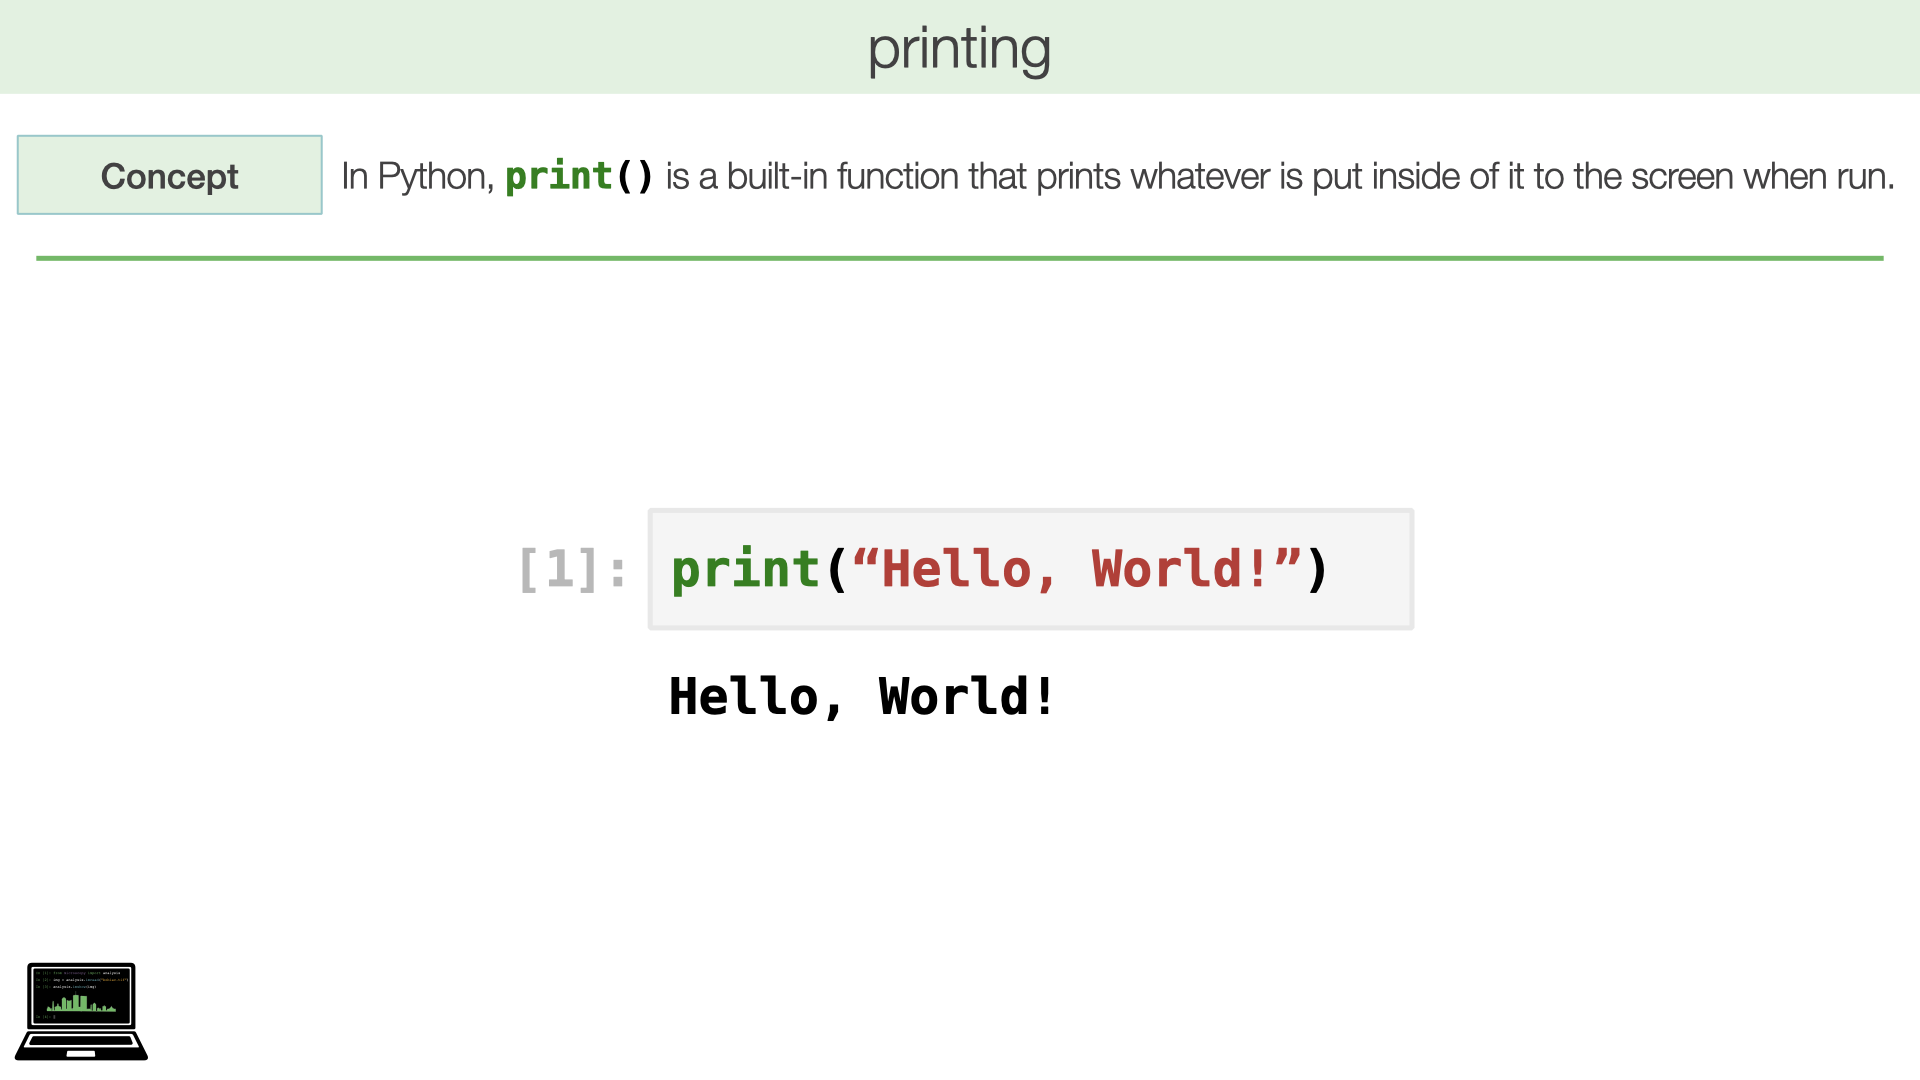 printing
Concept
In Python, print() is a built-in function that prints whatever is put inside of it to the screen when run.
[1]:
print(“Hello, World!”)
Hello, World!